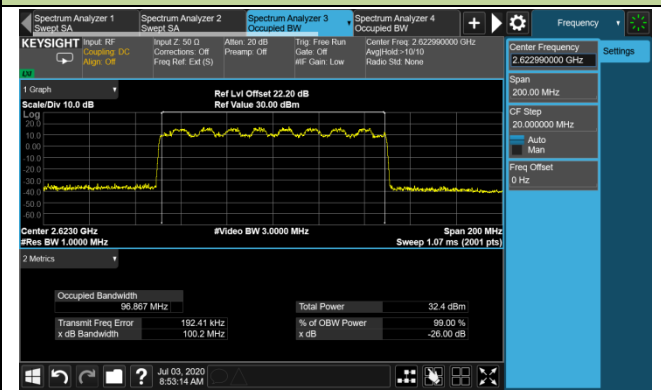 Spectrum Analyzer 1
Swept SA
Spectrum Analyzer 2
Swept SA
Spectrum Analyzer 3
Occupied BW
Spectrum Analyzer 4
Occupied BW
+
Frequency
KEYSIGHT
Input: RF
Coupling: DC
Align: Off
Input Z: 50 Ω
Corrections: Off
Freq Ref: Ext (S)
Atten: 20 dB
Preamp: Off
Trig: Free Run
Gate: Off
#IF Gain: Low
Center Freq: 2.622990000 GHz
Avg|Hold:>10/10
Radio Std: None
Center Frequency
2.622990000 GHz
Settings
Span
200.00 MHz
CF Step
20.000000 MHz
Auto
Man
Freq Offset
0 Hz
1 Graph
Scale/Div 10.0 dB
Ref Lvl Offset 22.20 dB
Ref Value 30.00 dBm
Log
20.0
10.0
0.00
-10.0
-20.0
-30.0
-40.0
-50.0
-60.0
Center 2.6230 GHz
#Video BW 3.0000 MHz
Span 200 MHz
#Res BW 1.0000 MHz
Sweep 1.07 ms (2001 pts)
2 Metrics
Occupied Bandwidth
96.867 MHz
Total Power
32.4 dBm
Transmit Freq Error
192.41 kHz
% of OBW Power
99.00 %
x dB Bandwidth
100.2 MHz
x dB
-26.00 dB
?
Jul 03, 2020
8:53:14 AM